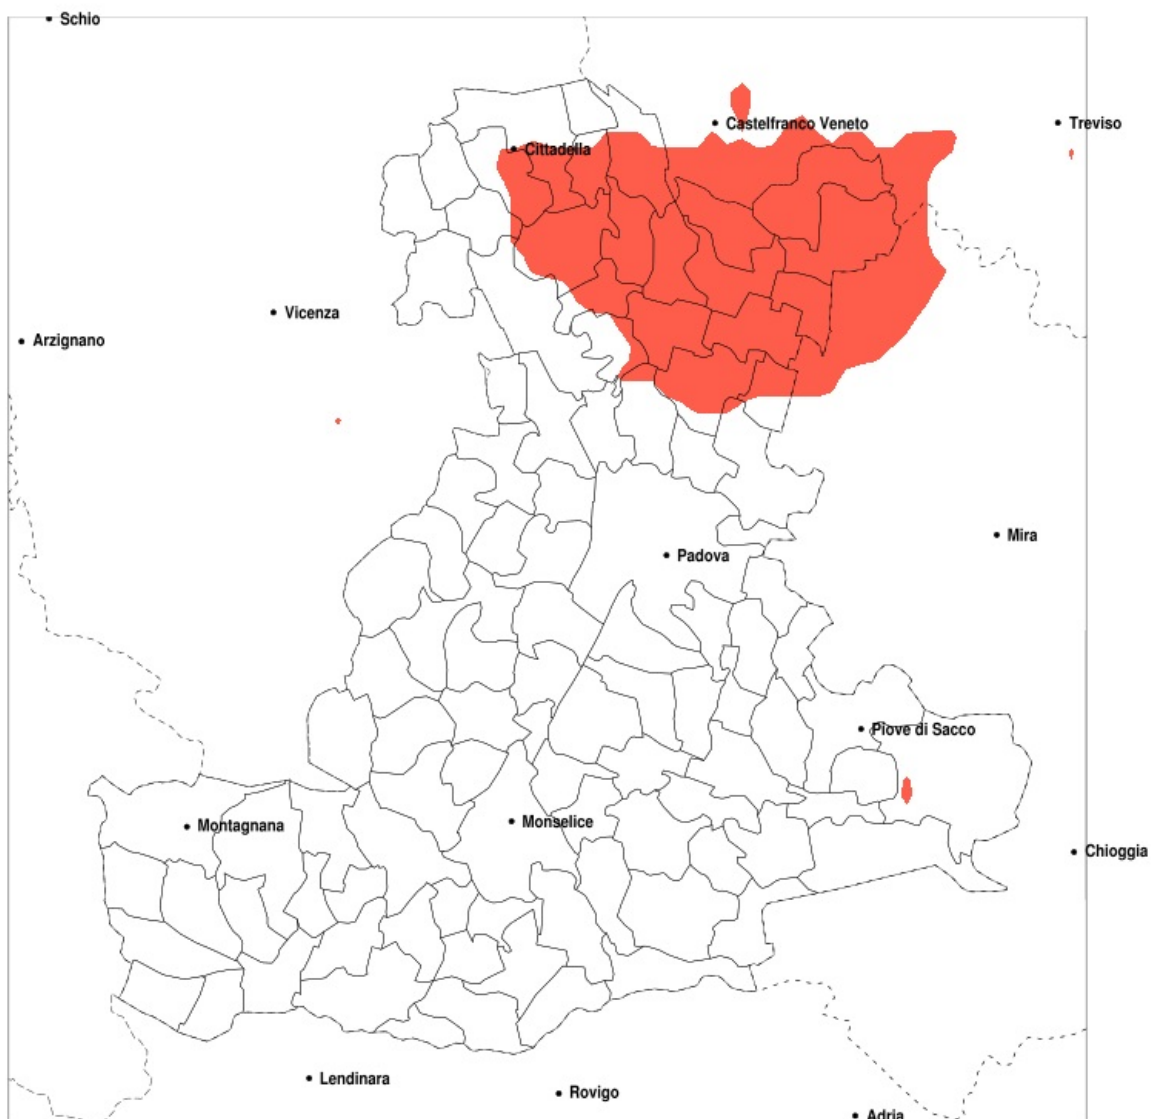 Schio
Castelfranco Veneto
Treviso
Cittadella
Vicenza
Arzignano
Mira
Padova
Piove di Sacco
Montagnana
Monselice
Chioggia
Lendinara
Rovigo
Adria